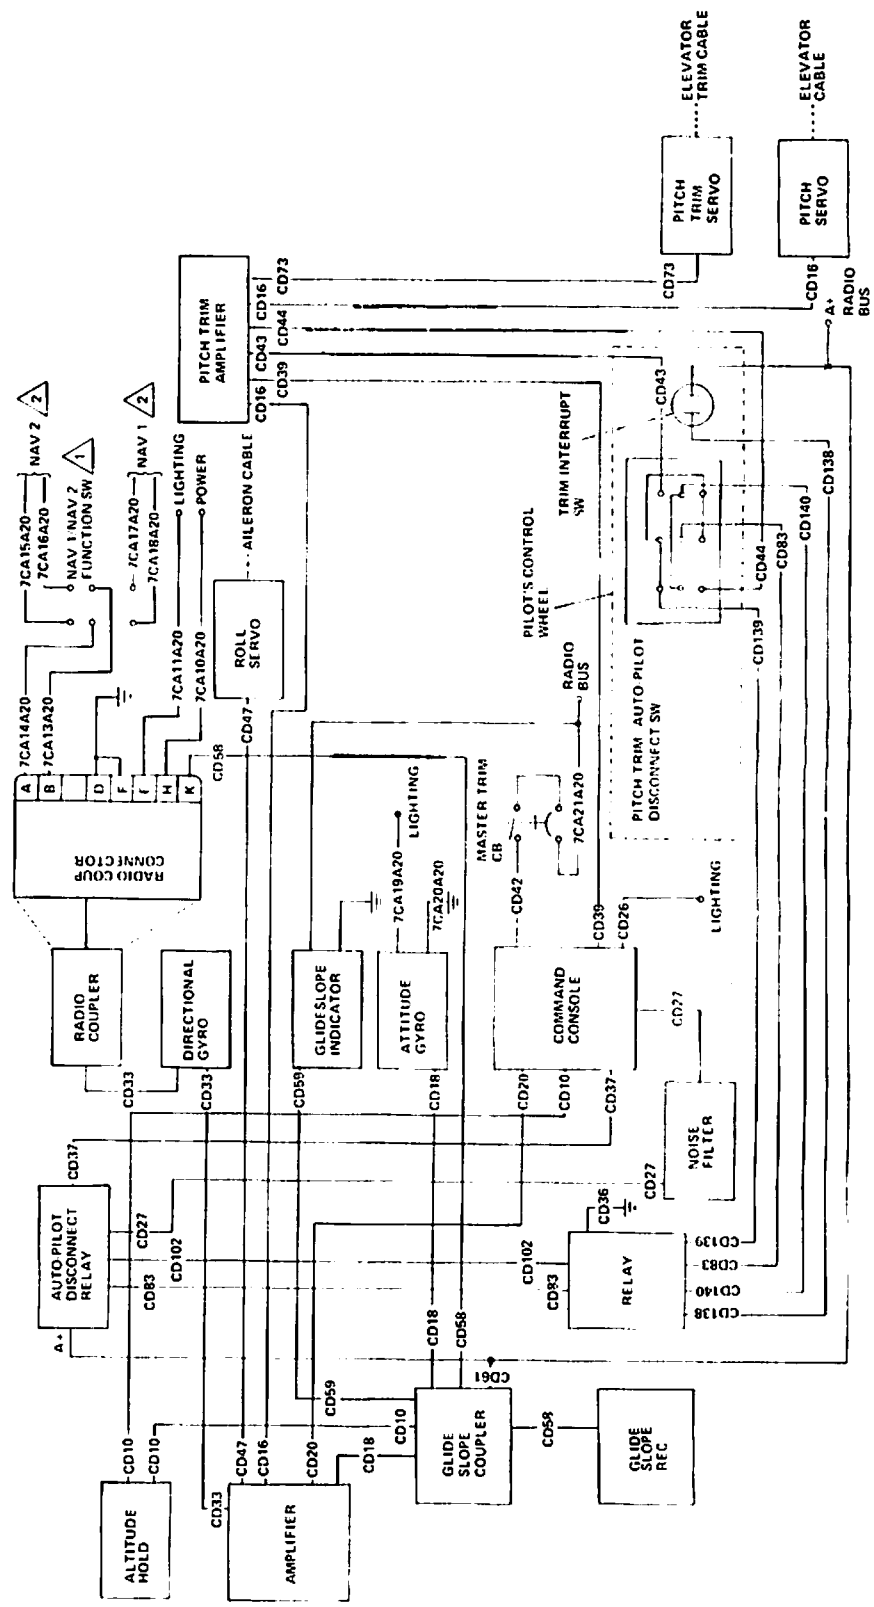 7CA15A20
7CA16A20
NAV 2
2
NAV 1/NAV 2
FUNCTION SW
1
7CA17A20
7CA18A20
NAV 1
2
LIGHTING
POWER
7CA14A20
7CA13A20
7CA11A20
7CA10A20
A
B
D
F
H
K
RADIO COUP
CONNECTOR
CD58
RADIO
COUPLER
DIRECTIONAL
GYRO
CD33
CD33
ROLL
SERVO
AILERON CABLE
CD47
PITCH TRIM
AMPLIFIER
CD73
CD16
CD44
CD43
CD39
CD16
PITCH
TRIM
SERVO
ELEVATOR
TRIM CABLE
CD73
PITCH
SERVO
ELEVATOR
CABLE
CD16
A+
RADIO
BUS
GLIDESLOPE
INDICATOR
CD59
ATTITUDE
GYRO
CD18
7CA19A20
7CA20A20
LIGHTING
MASTER TRIM
CB
CD42
7CA21A20
RADIO
BUS
COMMAND
CONSOLE
CD39
CD26
LIGHTING
CD27
CD20
CD10
CD37
PILOT'S CONTROL
WHEEL
TRIM INTERRUPT
SW
PITCH TRIM AUTO-PILOT
DISCONNECT SW
CD43
CD44
CD139
CD83
CD140
CD138
NOISE
FILTER
CD27
AUTO-PILOT
DISCONNECT
RELAY
A+
CD37
CD27
CD102
CD83
RELAY
CD36
CD102
CD83
CD139
CD83
CD140
CD138
ALTITUDE
HOLD
CD10
CD10
AMPLIFIER
CD33
CD47
CD16
CD20
CD18
GLIDE
SLOPE
COUPLER
CD59
CD10
CD18
CD58
CD61
CD58
GLIDE
SLOPE
REC